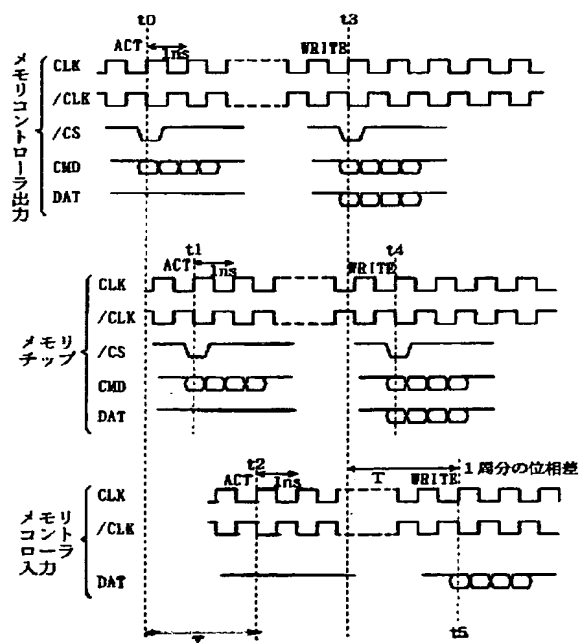 t0 t3
ACT 1ns WRITE
メモリコントローラ出力
CLK
/CLK
/CS
CMD
DAT
t1 t4
ACT 1ns WRITE
メモリ
チップ
CLK
/CLK
/CS
CMD
DAT
t2 1周分の位相差
ACT 1ns T WRITE
メモリ
コント
ローラ
入力
CLK
/CLK
DAT
t5
T